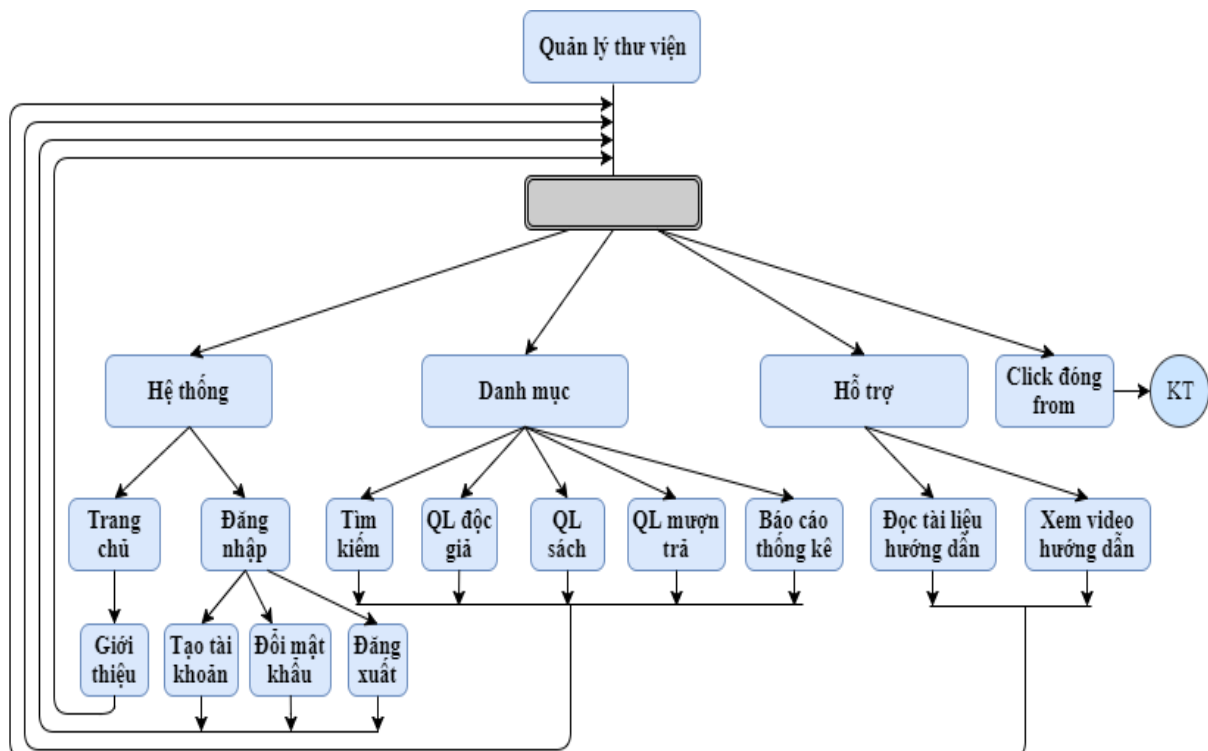 Quản lý thư viện
Hệ thống
Danh mục
Hỗ trợ
Click đóng
from
KT
Trang
chủ
Đăng
nhập
Tìm
kiếm
QL độc
giả
QL
sách
QL mượn
trả
Báo cáo
thống kê
Đọc tài liệu
hướng dẫn
Xem video
hướng dẫn
Giới
thiệu
Tạo tài
khoản
Đổi mật
khẩu
Đăng
xuất